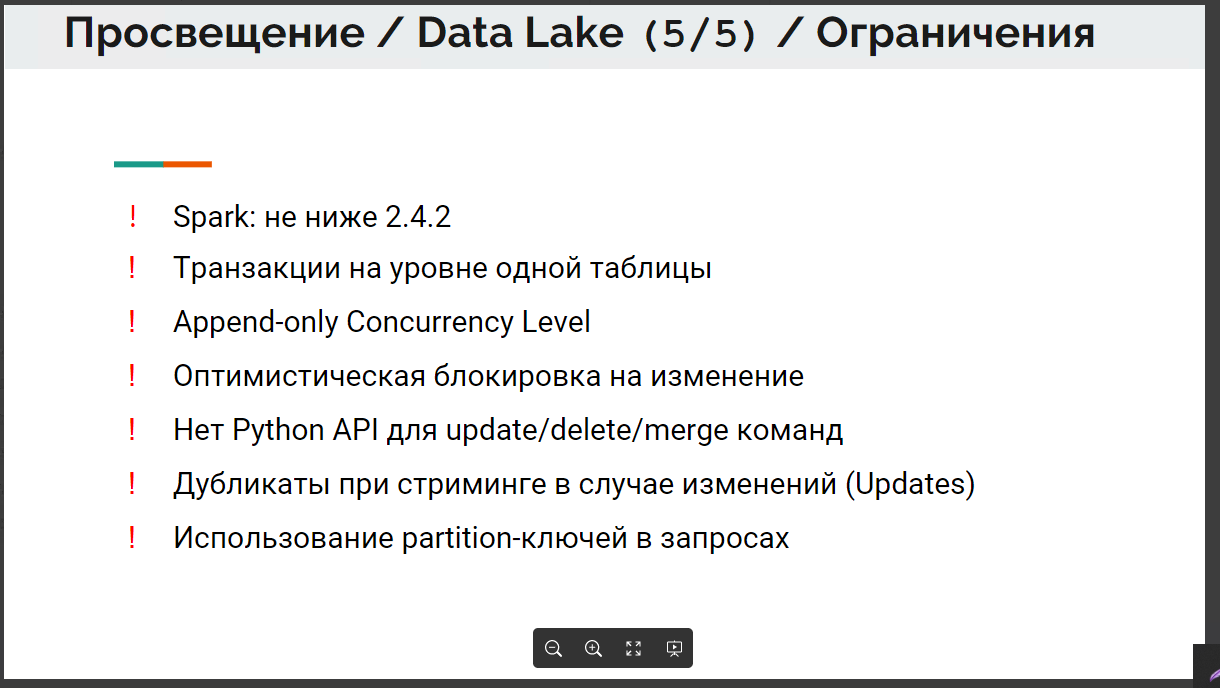 Просвещение / Data Lake (5/5) / Ограничения
! Spark: не ниже 2.4.2
! Транзакции на уровне одной таблицы
! Append-only Concurrency Level
! Оптимистическая блокировка на изменение
! Нет Python API для update/delete/merge команд
! Дубликаты при стриминге в случае изменений (Updates)
! Использование partition-ключей в запросах